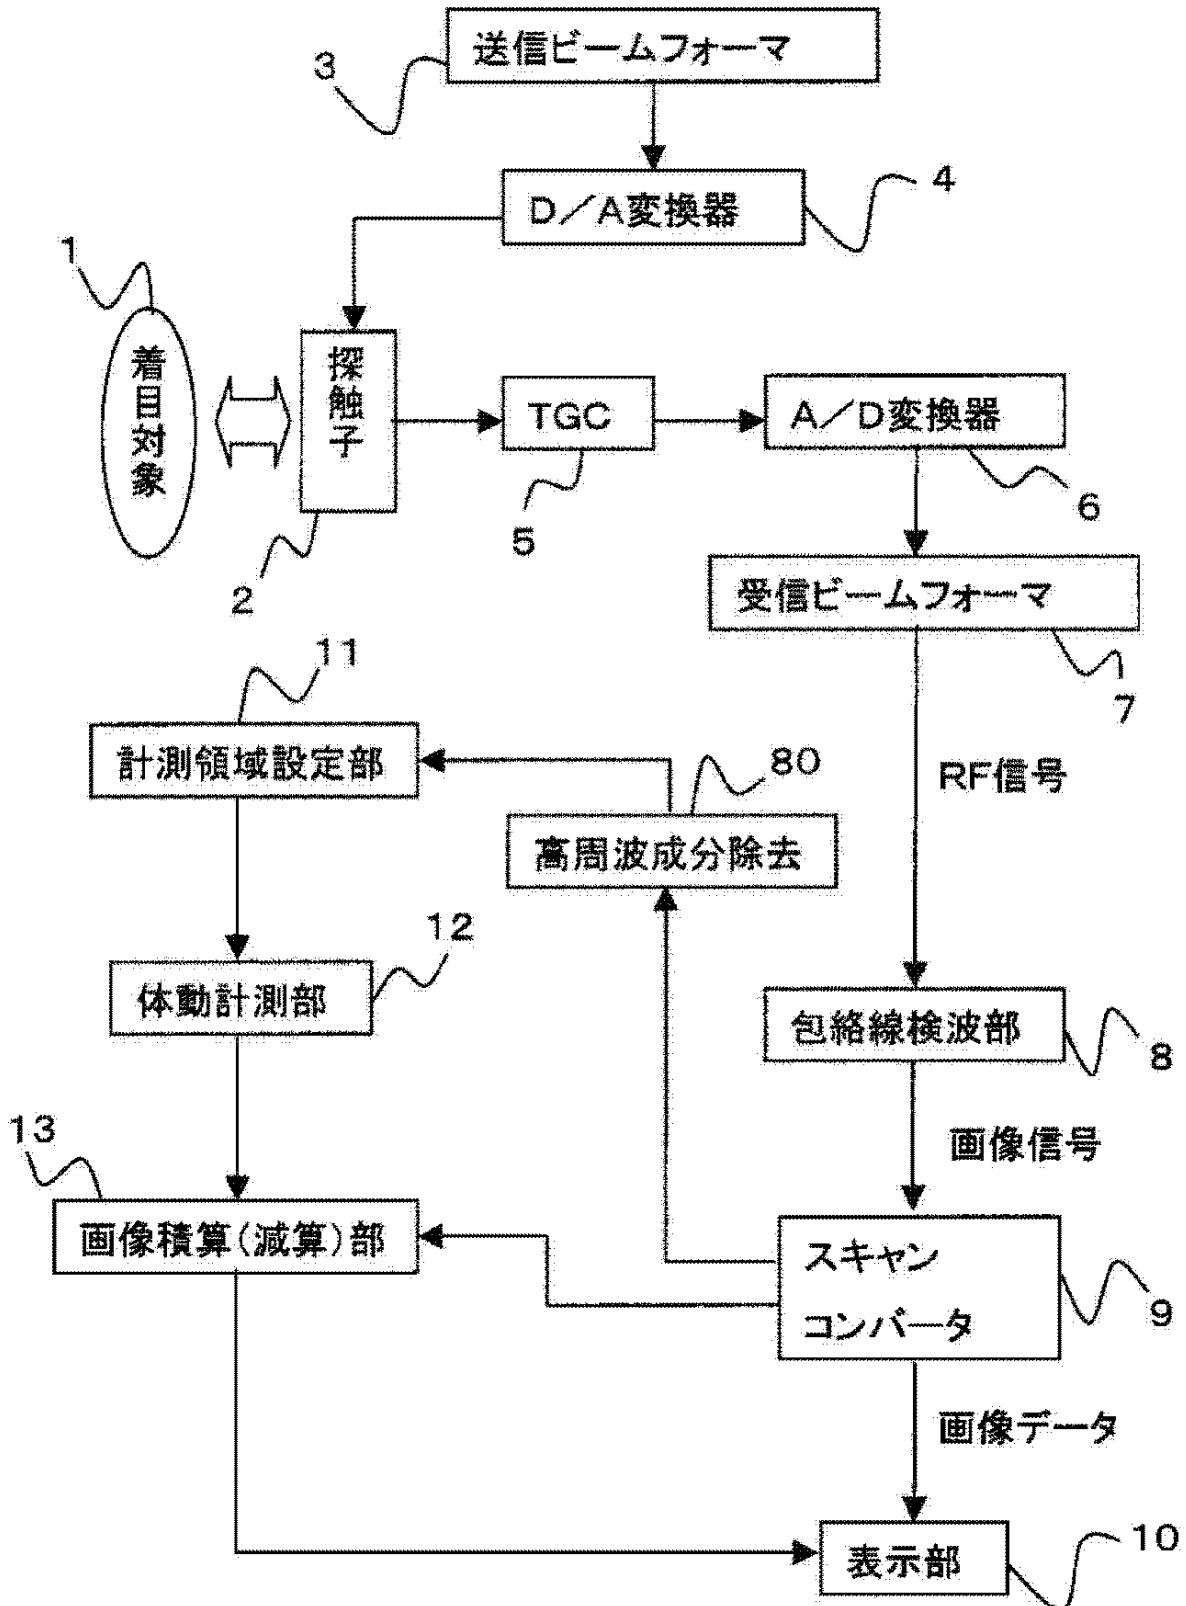 送信ビームフォーマ
3
D/A変換器
4
1
着目対象
探触子
2
TGC
5
A/D変換器
6
受信ビームフォーマ
7
RF信号
11
計測領域設定部
80
高周波成分除去
12
体動計測部
包絡線検波部
8
画像信号
13
画像積算(減算)部
スキャン
コンバータ
9
画像データ
表示部
10